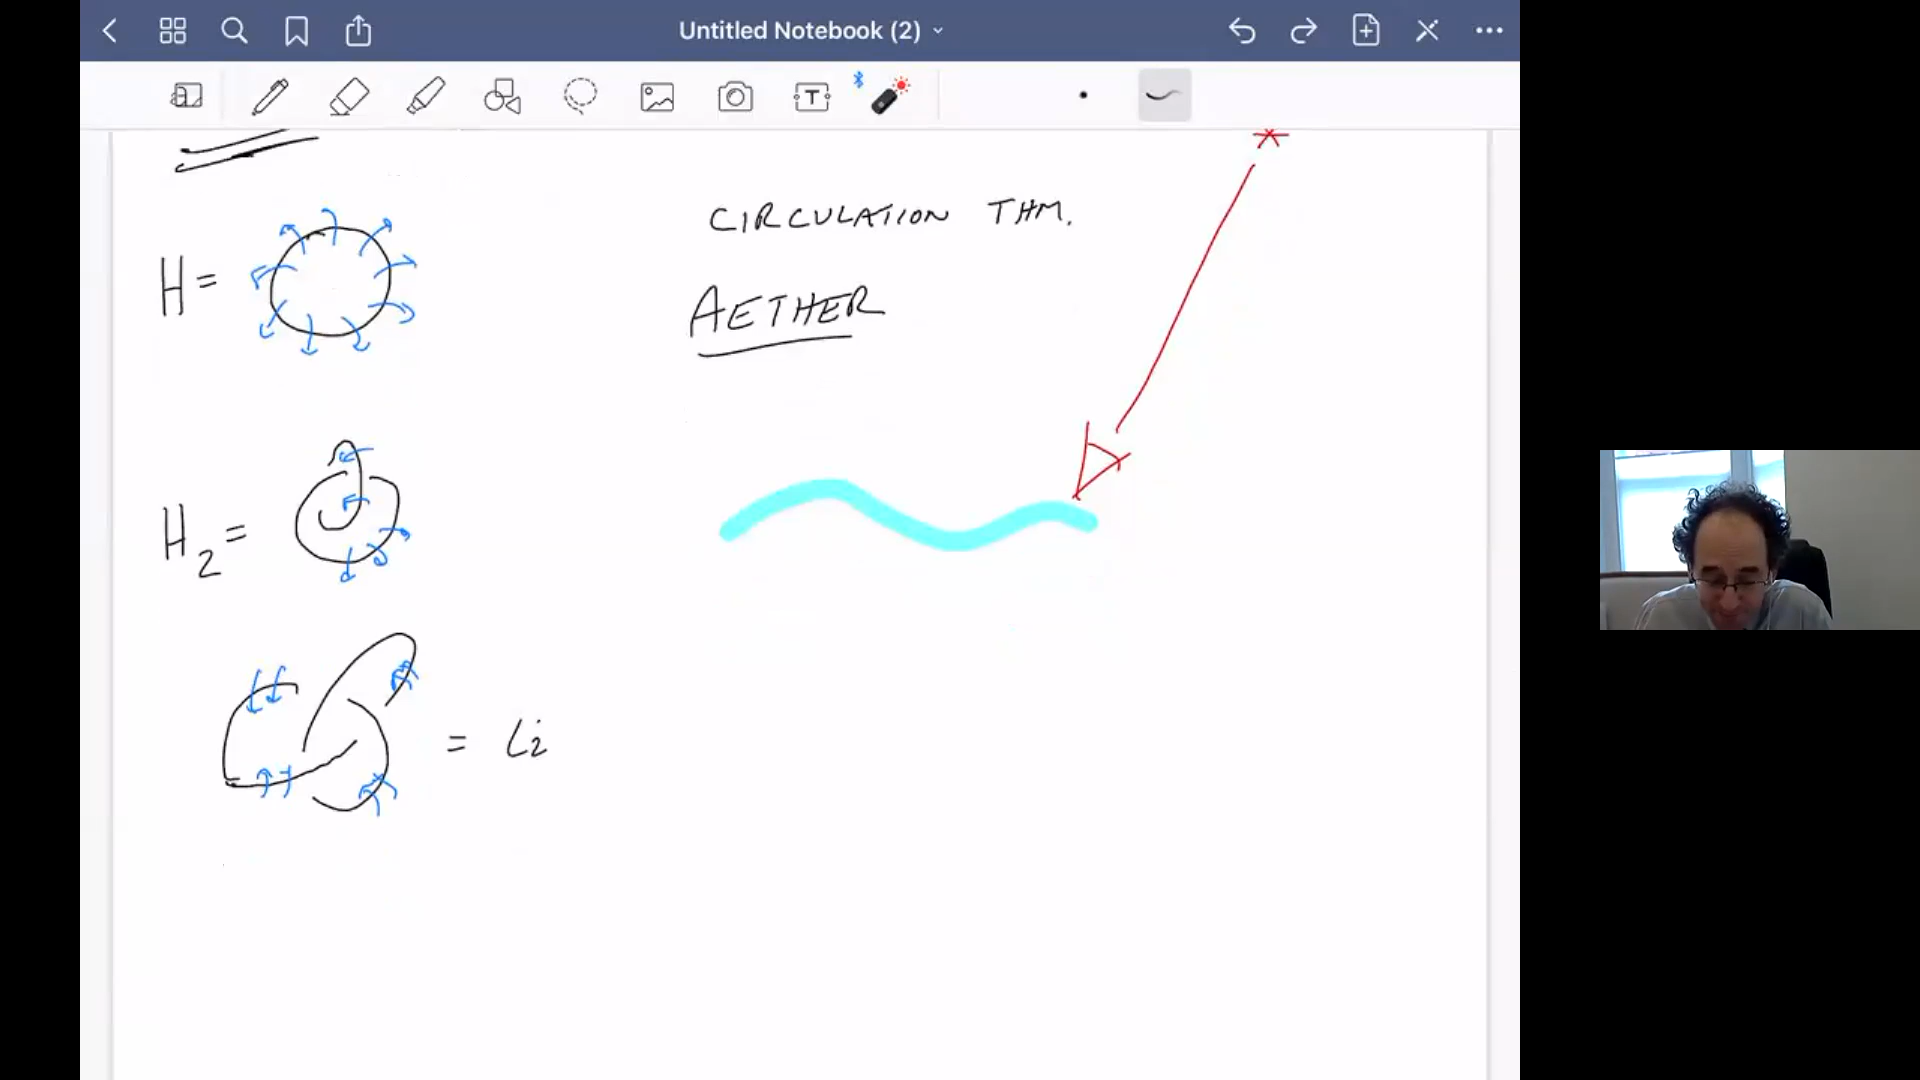 Untitled Notebook (2)
T
CIRCULATION THM.
H =
AETHER
H2 =
= Li